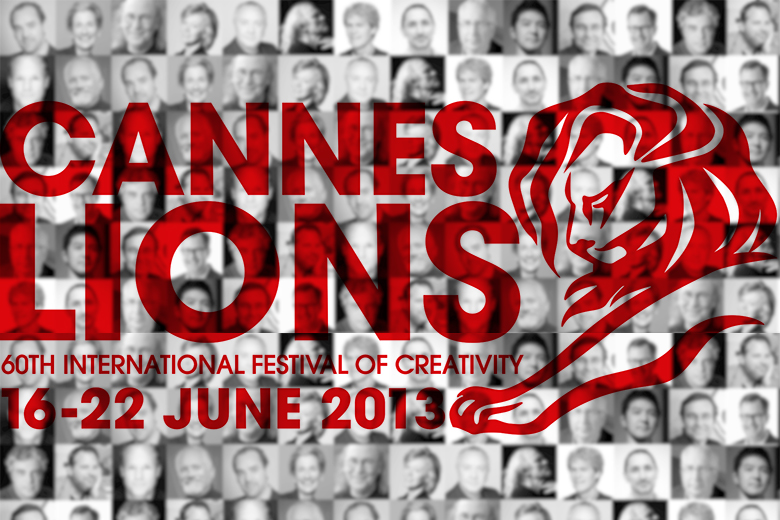 CANNES
LIONS
60TH INTERNATIONAL FESTIVAL OF CREATIVITY
16-22 JUNE 2013